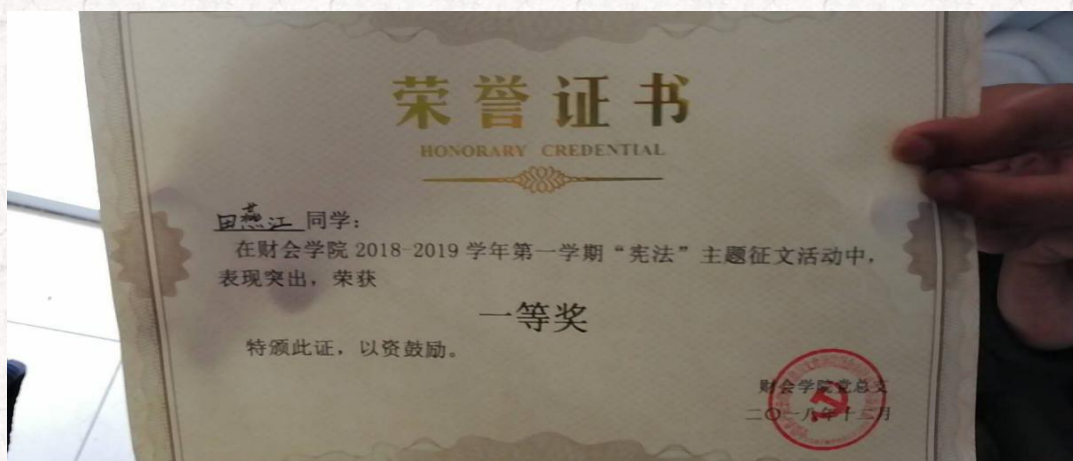 荣誉证书
HONORARY CREDENTIAL
田燕江 同学：
在财会学院 2018-2019 学年第一学期“宪法”主题征文活动中，
表现突出，荣获
一等奖
特颁此证，以资鼓励。
财会学院党总支
二〇一八年十二月